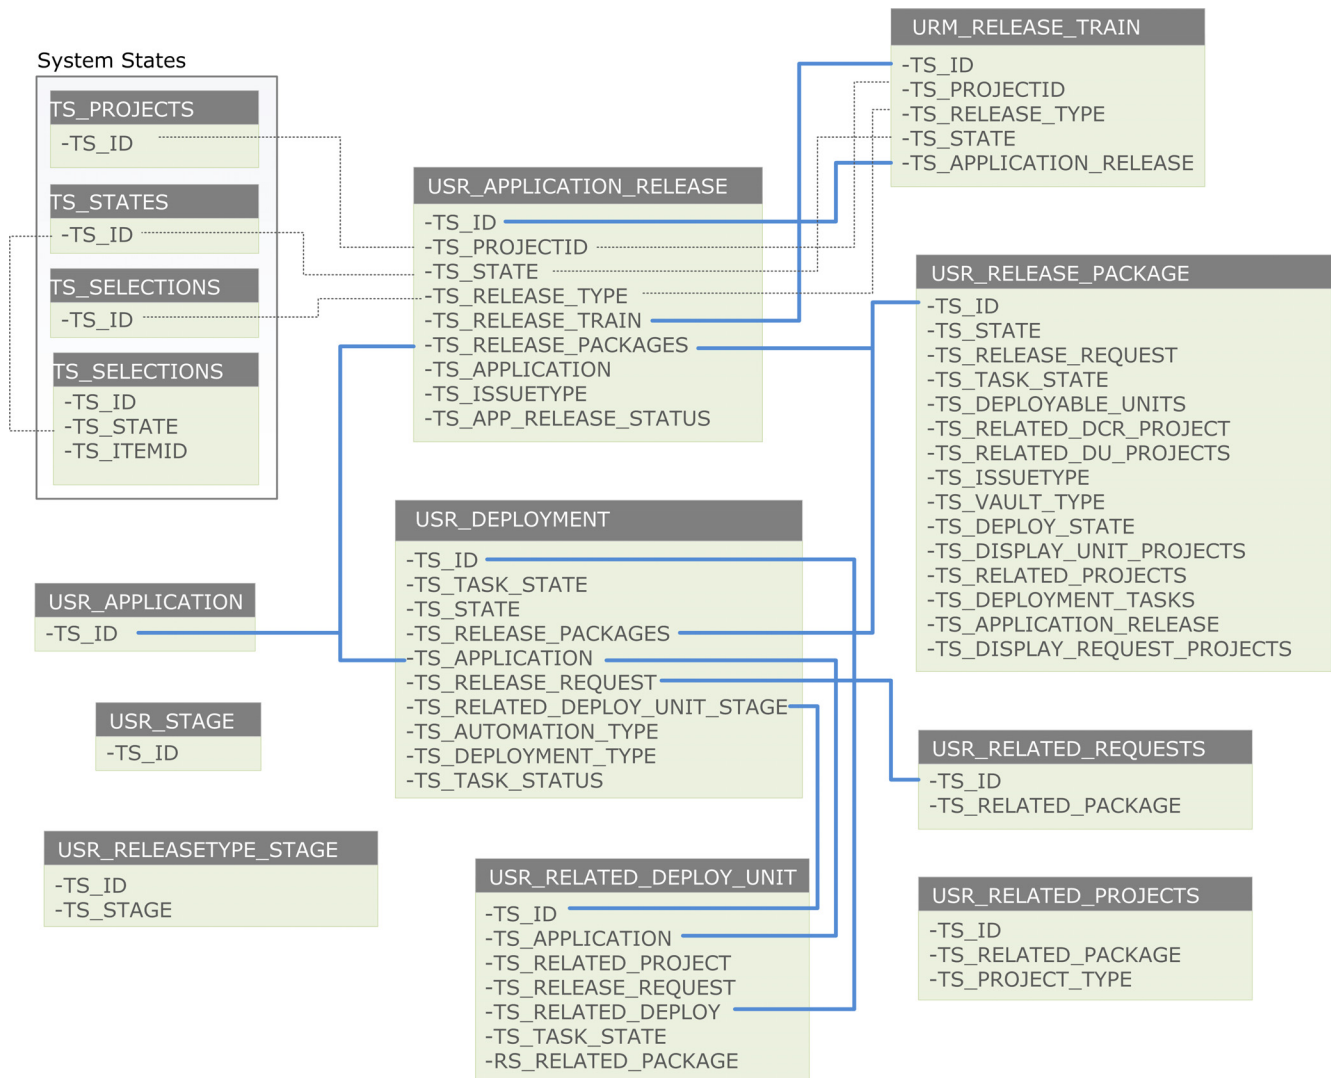 System States
TS_PROJECTS
-TS_ID
TS_STATES
-TS_ID
TS_SELECTIONS
-TS_ID
TS_SELECTIONS
-TS_ID
-TS_STATE
-TS_ITEMID
USR_APPLICATION
-TS_ID
USR_STAGE
-TS_ID
USR_RELEASETYPE_STAGE
-TS_ID
-TS_STAGE
USR_APPLICATION_RELEASE
-TS_ID
-TS_PROJECTID
-TS_STATE
-TS_RELEASE_TYPE
-TS_RELEASE_TRAIN
-TS_RELEASE_PACKAGES
-TS_APPLICATION
-TS_ISSUETYPE
-TS_APP_RELEASE_STATUS
USR_DEPLOYMENT
-TS_ID
-TS_TASK_STATE
-TS_STATE
-TS_RELEASE_PACKAGES
-TS_APPLICATION
-TS_RELEASE_REQUEST
-TS_RELATED_DEPLOY_UNIT_STAGE
-TS_AUTOMATION_TYPE
-TS_DEPLOYMENT_TYPE
-TS_TASK_STATUS
USR_RELATED_DEPLOY_UNIT
-TS_ID
-TS_APPLICATION
-TS_RELATED_PROJECT
-TS_RELEASE_REQUEST
-TS_RELATED_DEPLOY
-TS_TASK_STATE
-RS_RELATED_PACKAGE
URM_RELEASE_TRAIN
-TS_ID
-TS_PROJECTID
-TS_RELEASE_TYPE
-TS_STATE
-TS_APPLICATION_RELEASE
USR_RELEASE_PACKAGE
-TS_ID
-TS_STATE
-TS_RELEASE_REQUEST
-TS_TASK_STATE
-TS_DEPLOYABLE_UNITS
-TS_RELATED_DCR_PROJECT
-TS_RELATED_DU_PROJECTS
-TS_ISSUETYPE
-TS_VAULT_TYPE
-TS_DEPLOY_STATE
-TS_DISPLAY_UNIT_PROJECTS
-TS_RELATED_PROJECTS
-TS_DEPLOYMENT_TASKS
-TS_APPLICATION_RELEASE
-TS_DISPLAY_REQUEST_PROJECTS
USR_RELATED_REQUESTS
-TS_ID
-TS_RELATED_PACKAGE
USR_RELATED_PROJECTS
-TS_ID
-TS_RELATED_PACKAGE
-TS_PROJECT_TYPE